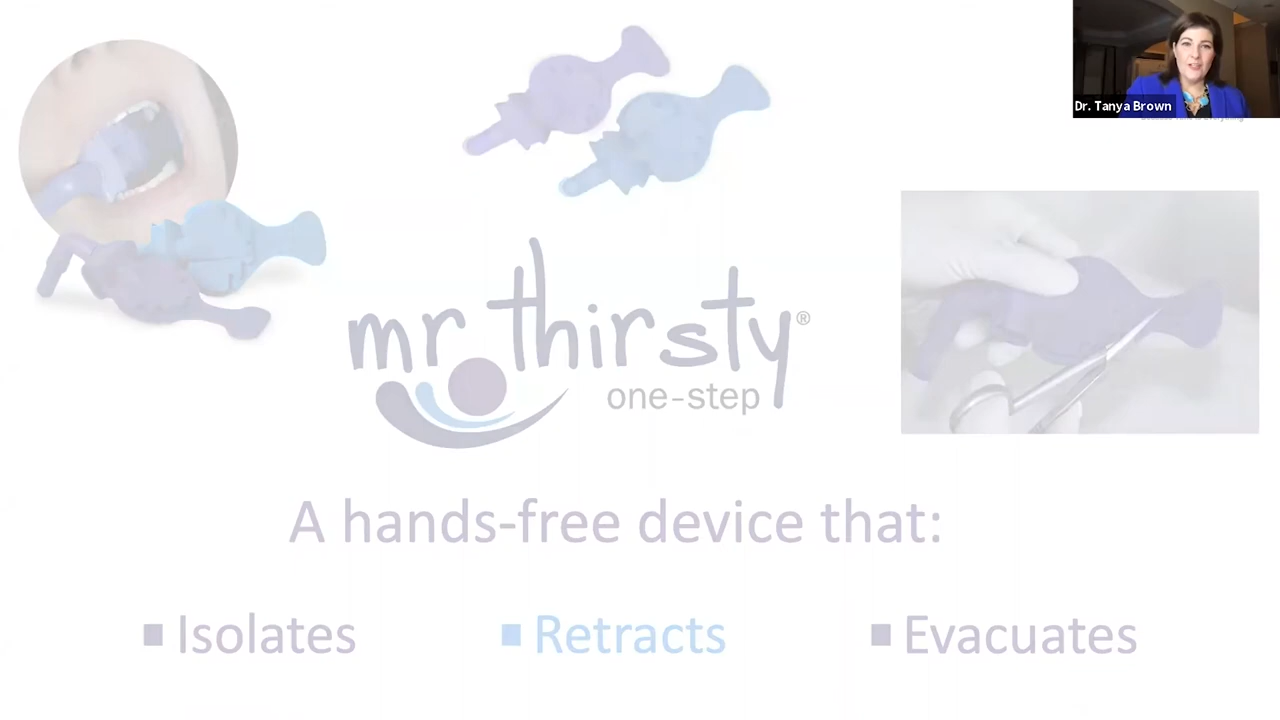 Dr. Tanya Brown
mr.thirsty®
one-step
A hands-free device that:
▪ Isolates
▪ Retracts
▪ Evacuates